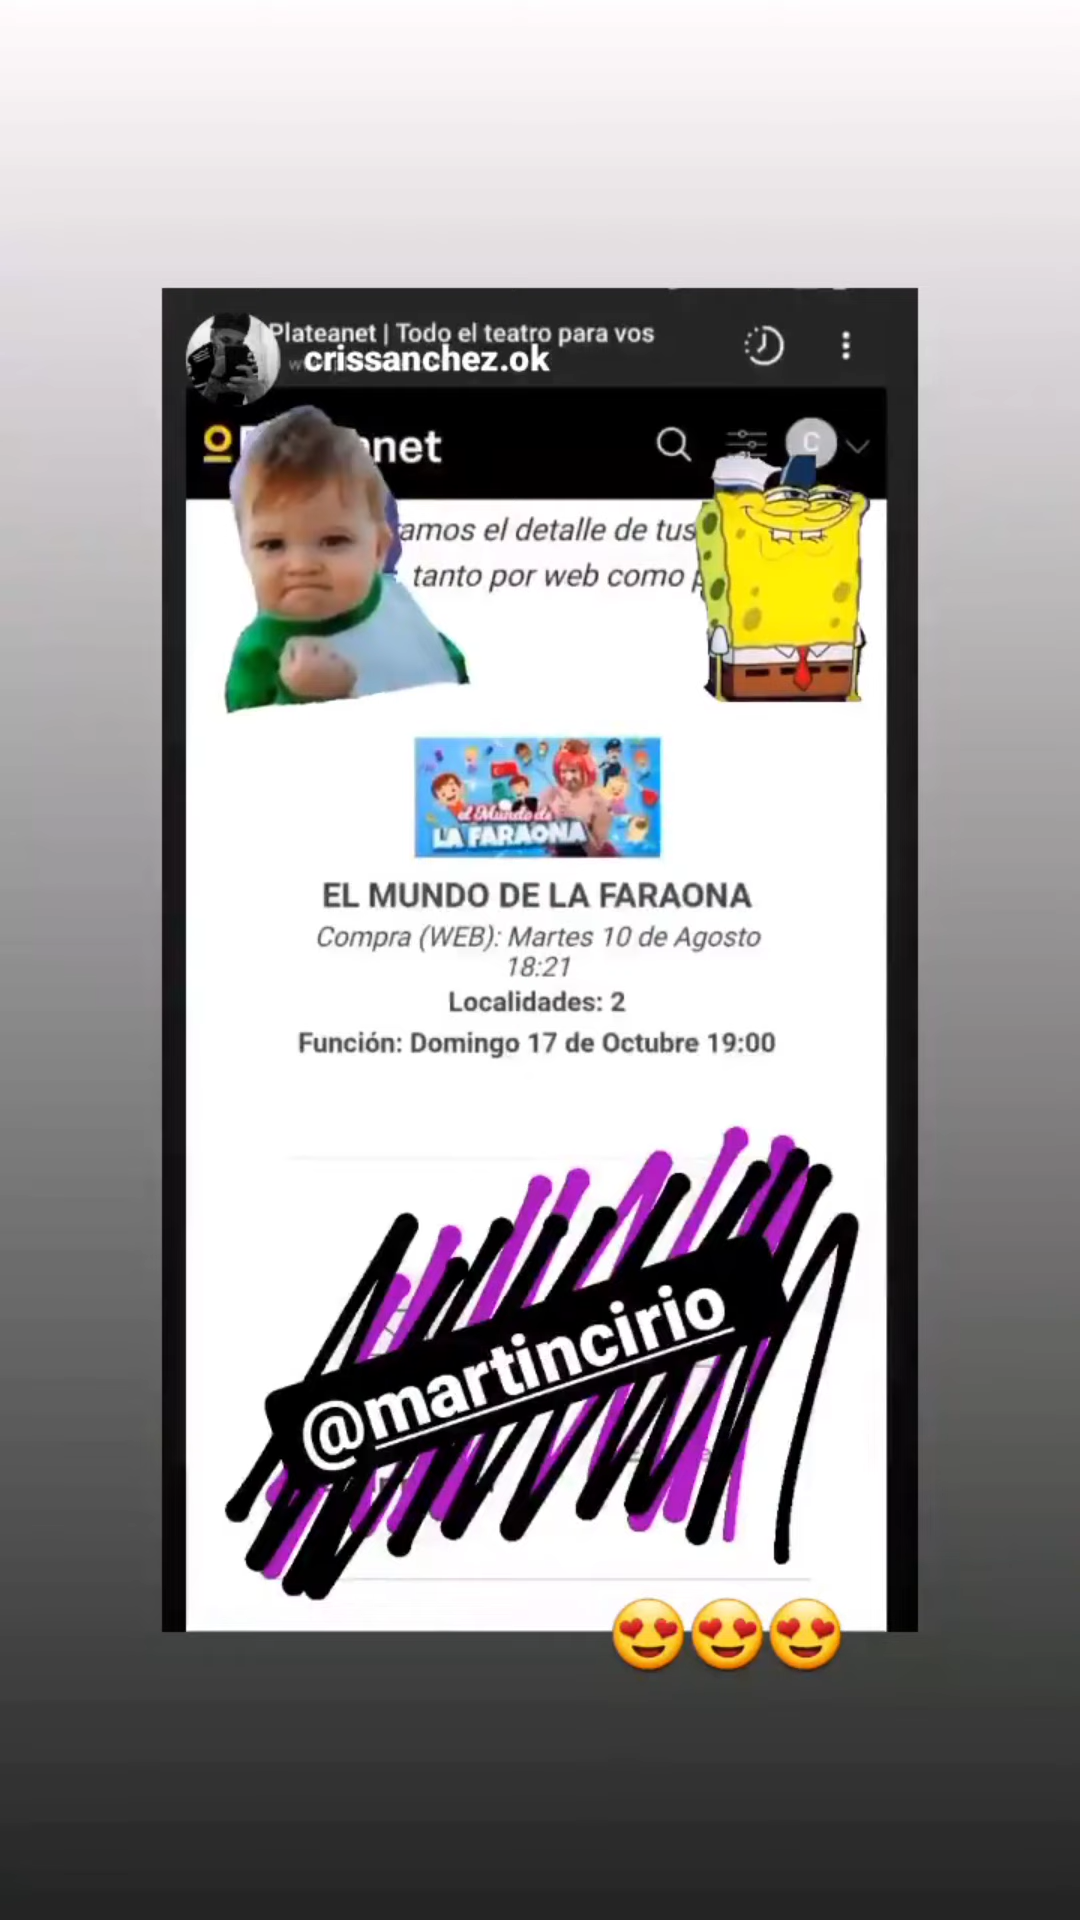 Plateanet | Todo el teatro para vos
crissanchez.ok
net
C
amos el detalle de tus
tanto por web como p
el Mundo de
LA FARAONA
EL MUNDO DE LA FARAONA
Compra (WEB): Martes 10 de Agosto
18:21
Localidades: 2
Función: Domingo 17 de Octubre 19:00
@martincirio